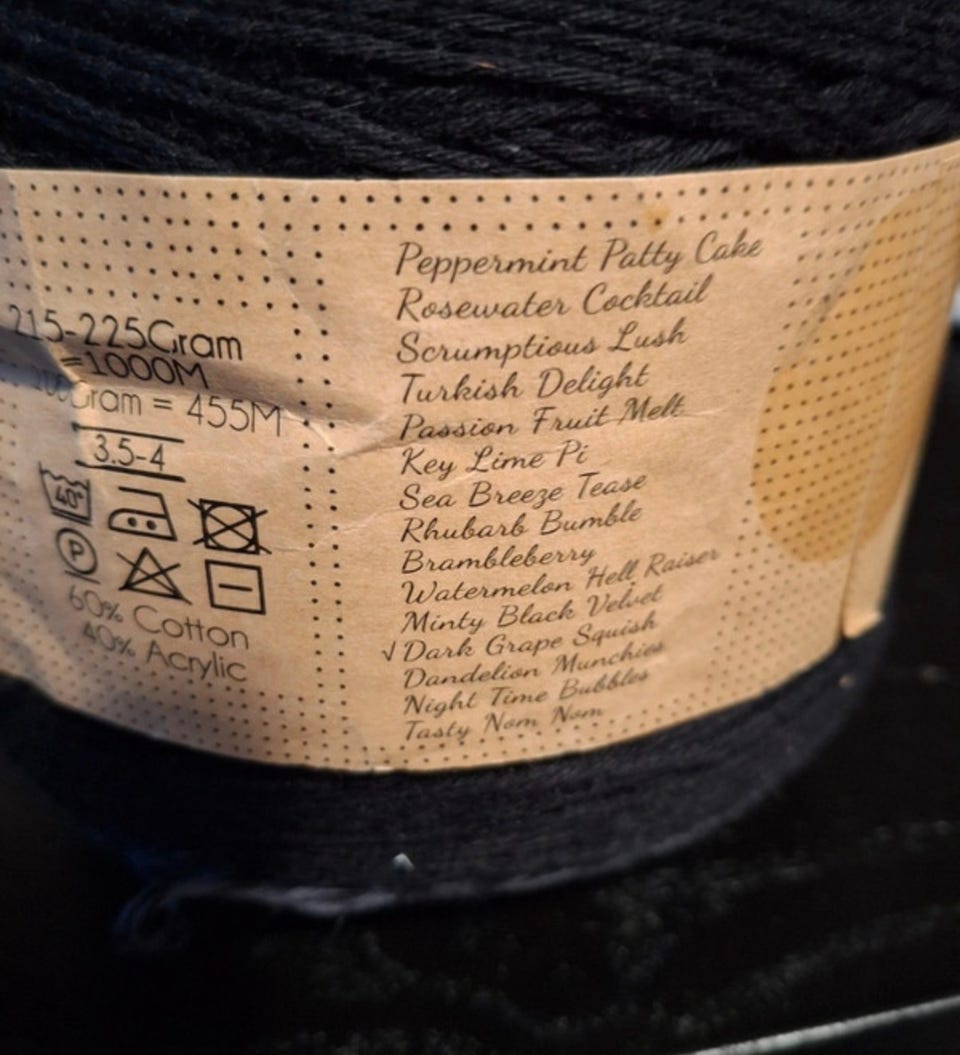 215-225Gram
=1000M
Gram = 455M
3.5-4
40°
P
60% Cotton
40% Acrylic
Peppermint Patty Cake
Rosewater Cocktail
Scrumptious Lush
Turkish Delight
Passion Fruit Melt
Key Lime Pi
Sea Breeze Tease
Rhubarb Bumble
Brambleberry
Watermelon Hell Raiser
Minty Black Velvet
√ Dark Grape Squish
Dandelion Munchies
Night Time Bubbles
Tasty Nom Nom